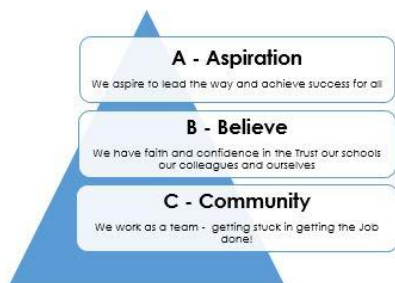 A - Aspiration
We aspire to lead the way and achieve success for all
B - Believe
We have faith and confidence in the Trust our schools
our colleagues and ourselves
C - Community
We work as a team - getting stuck in getting the Job
done!